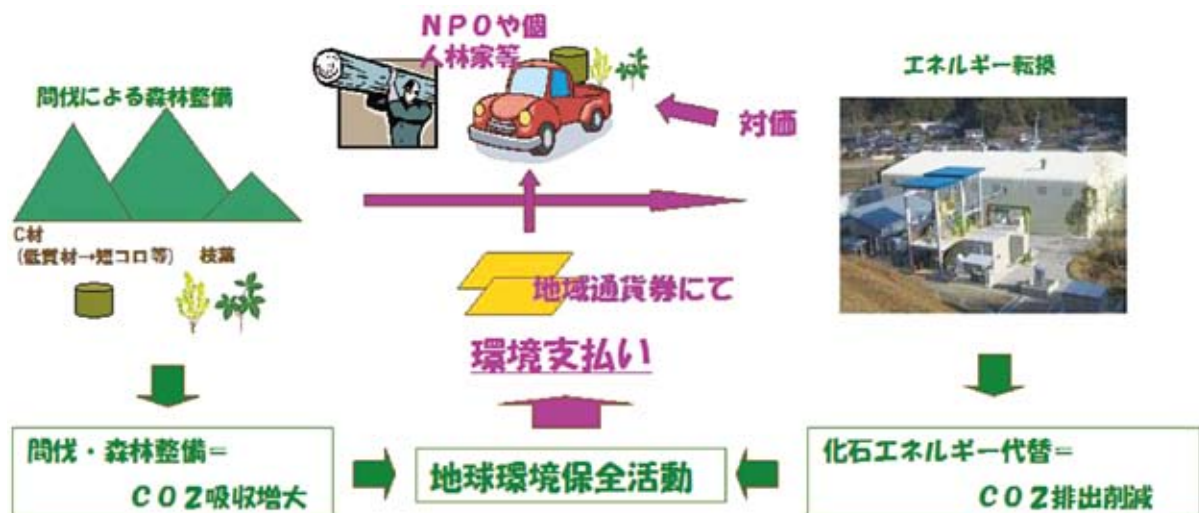 NPOや個
人林家等
エネルギー転換
間伐による森林整備
対価
C材
(低質材→短コロ等)
枝葉
地域通貨券にて
環境支払い
間伐・森林整備=
CO2吸収増大
地球環境保全活動
化石エネルギー代替=
CO2排出削減